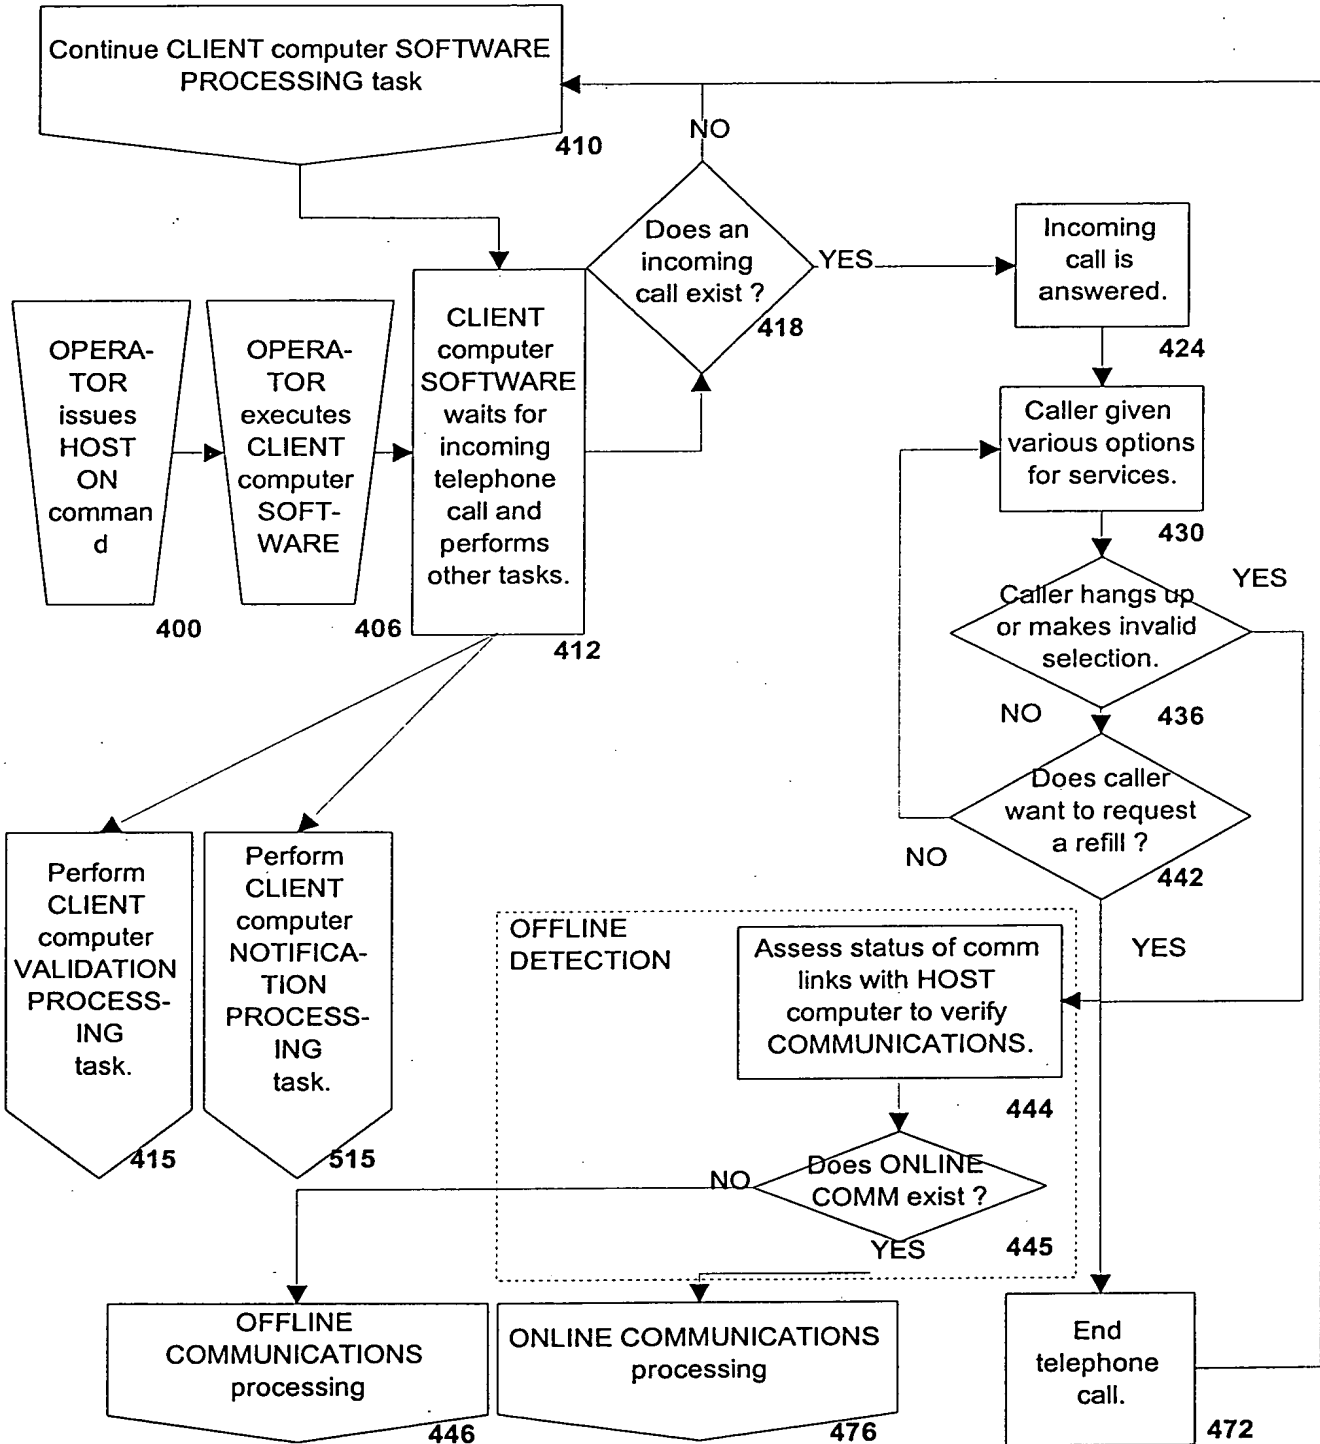 Continue CLIENT computer SOFTWARE
PROCESSING task
410
NO
Does an
incoming
call exist ?
418
YES
Incoming
call is
answered.
424
OPERA-
TOR
issues
HOST
ON
comman
d
400
OPERA-
TOR
executes
CLIENT
computer
SOFT-
WARE
406
CLIENT
computer
SOFTWARE
waits for
incoming
telephone
call and
performs
other tasks.
412
Caller given
various options
for services.
430
Caller hangs up
or makes invalid
selection.
436
YES
NO
Does caller
want to request
a refill ?
442
NO
YES
Perform
CLIENT
computer
VALIDATION
PROCESS-
ING
task.
415
Perform
CLIENT
computer
NOTIFICA-
TION
PROCESS-
ING
task.
515
OFFLINE
DETECTION
Assess status of comm
links with HOST
computer to verify
COMMUNICATIONS.
444
Does ONLINE
COMM exist ?
445
NO
YES
OFFLINE
COMMUNICATIONS
processing
446
ONLINE COMMUNICATIONS
processing
476
End
telephone
call.
472